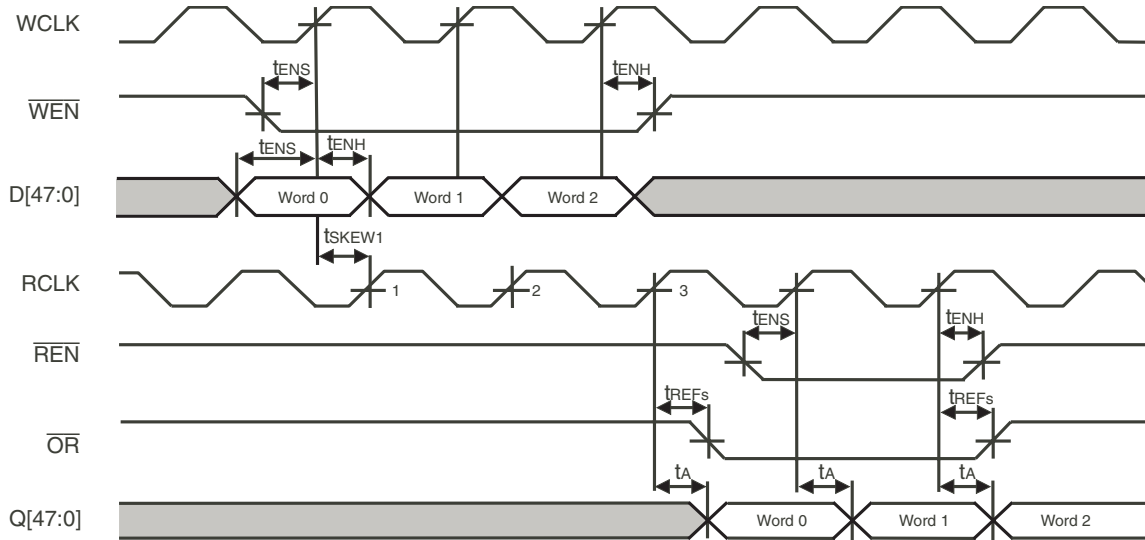 WCLK
tENS
tENH
WEN
tENS
tENH
D[47:0]
Word 0
Word 1
Word 2
tSKEW1
RCLK
1
2
3
tENS
tENH
REN
tREFs
tREFs
OR
tA
tA
tA
Q[47:0]
Word 0
Word 1
Word 2